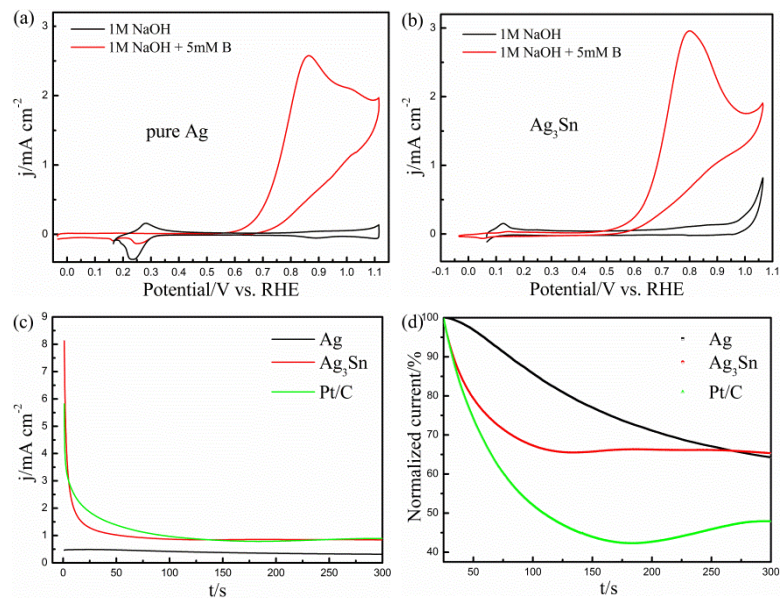 (a)
1M NaOH
1M NaOH + 5mM B
pure Ag
j/mA cm-2
3
2
1
0
0.0 0.1 0.2 0.3 0.4 0.5 0.6 0.7 0.8 0.9 1.0 1.1
Potential/V vs. RHE
(b)
1M NaOH
1M NaOH + 5mM B
Ag3Sn
j/mA cm-2
3
2
1
0
-0.1 0.0 0.1 0.2 0.3 0.4 0.5 0.6 0.7 0.8 0.9 1.0 1.1
Potential/V vs. RHE
(c)
Ag
Ag3Sn
Pt/C
j/mA cm-2
9
8
7
6
5
4
3
2
1
0
0 50 100 150 200 250 300
t/s
(d)
Ag
Ag3Sn
Pt/C
Normalized current/%
100
90
80
70
60
50
40
50 100 150 200 250 300
t/s